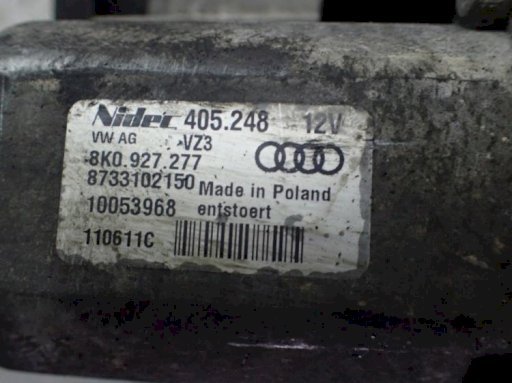 Nidec 405.248 12V
VW AG >VZ3
8K0.927.277
8733102150 Made in Poland
10053968 entstoert
110611C